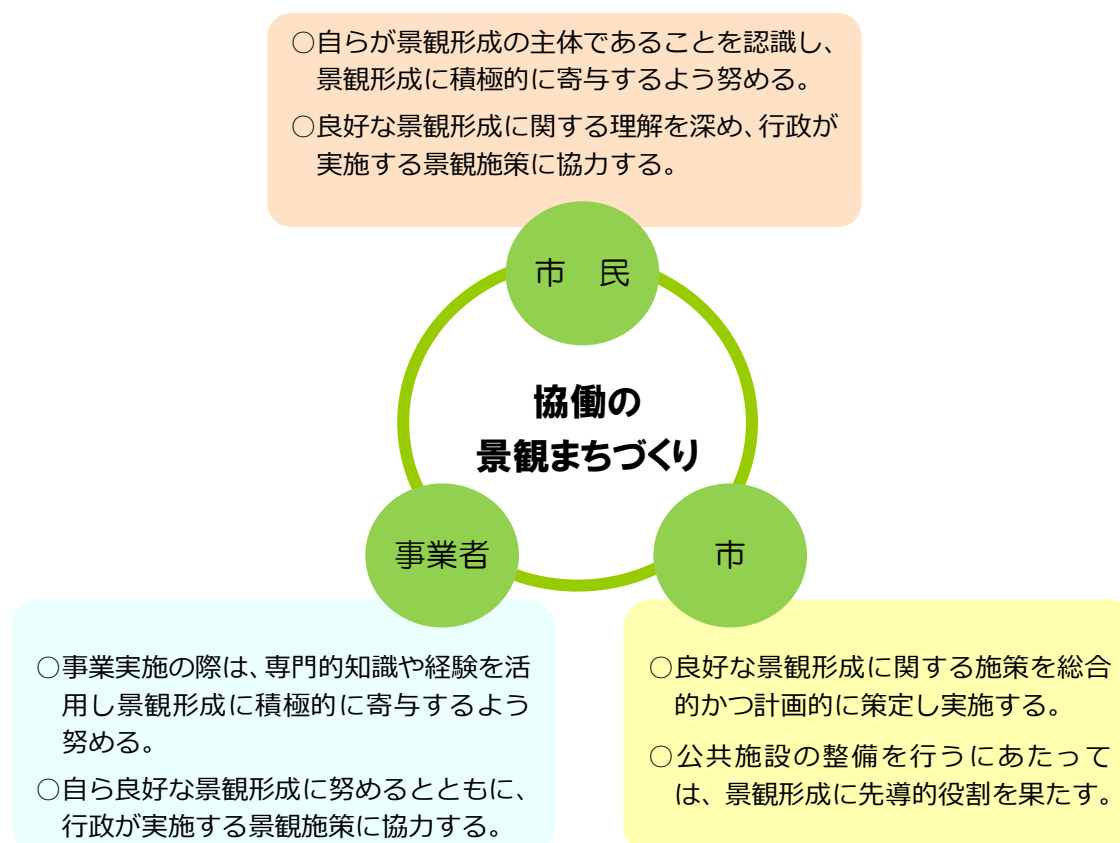 ○自らが景観形成の主体であることを認識し、
景観形成に積極的に寄与するよう努める。
○良好な景観形成に関する理解を深め、行政が
実施する景観施策に協力する。
市　民
協働の
景観まちづくり
事業者
市
○事業実施の際は、専門的知識や経験を活
用し景観形成に積極的に寄与するよう
努める。
○自ら良好な景観形成に努めるとともに、
行政が実施する景観施策に協力する。
○良好な景観形成に関する施策を総合
的かつ計画的に策定し実施する。
○公共施設の整備を行うにあたって
は、景観形成に先導的役割を果たす。